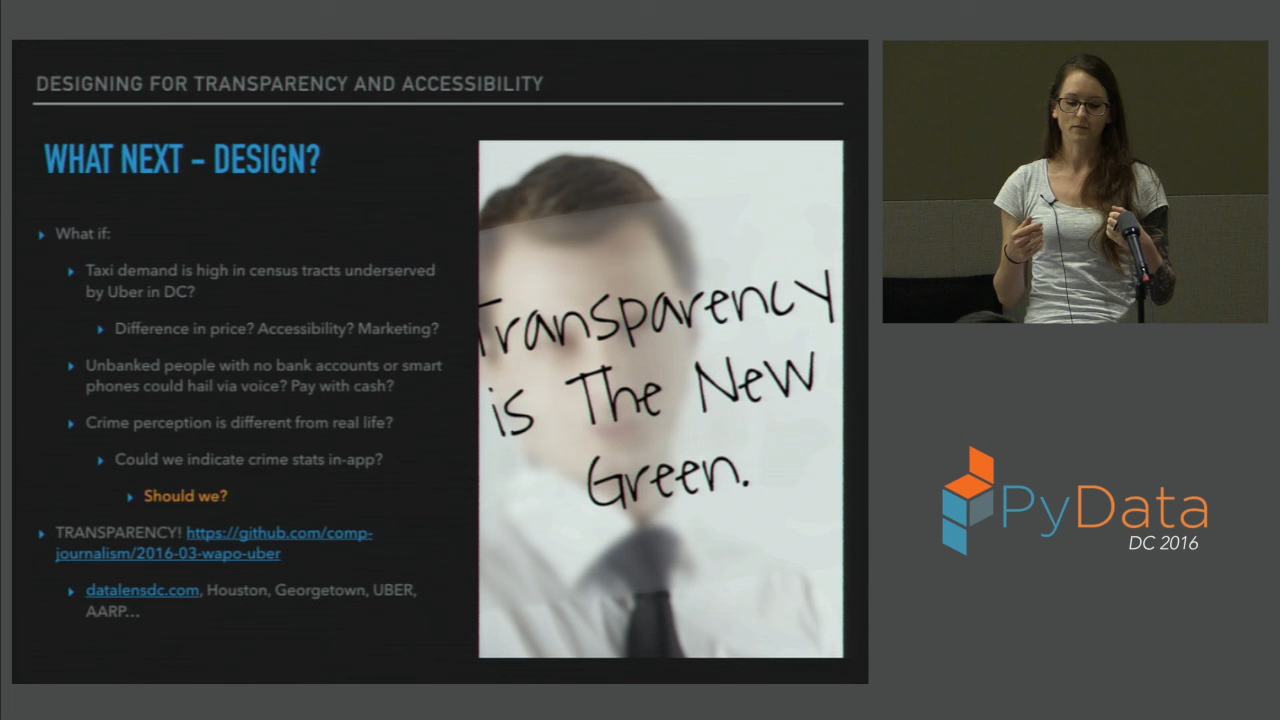 DESIGNING FOR TRANSPARENCY AND ACCESSIBILITY
WHAT NEXT – DESIGN?
What if:
Taxi demand is high in census tracts underserved
by Uber in DC?
Difference in price? Accessibility? Marketing?
Unbanked people with no bank accounts or smart
phones could hail via voice? Pay with cash?
Crime perception is different from real life?
Could we indicate crime stats in-app?
Should we?
TRANSPARENCY! https://github.com/comp-
journalism/2016-03-wapo-uber
datalensdc.com, Houston, Georgetown, UBER,
AARP...
Transparency
is The New
Green.
PyData
DC 2016